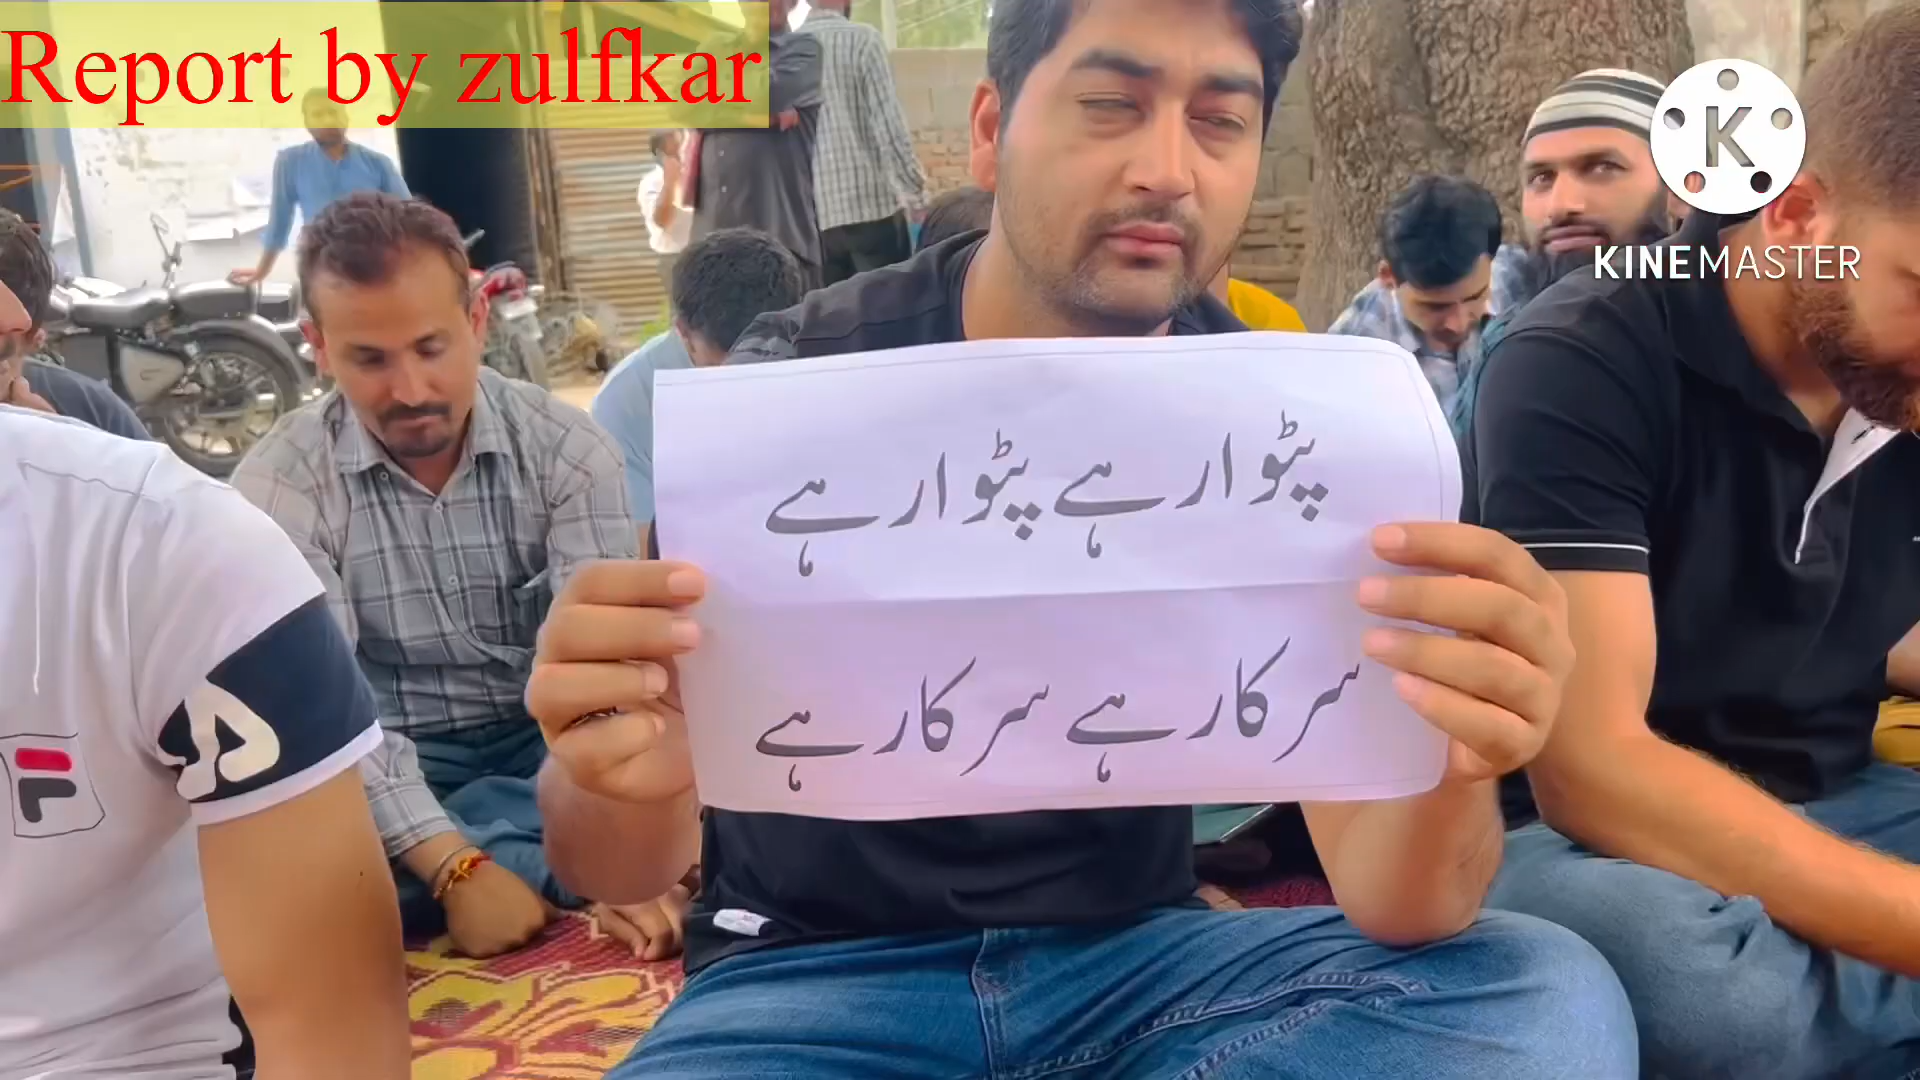 Report by zulfkar
K
KINEMASTER
پٹوار ہے پٹوار ہے
سرکار ہے سرکار ہے
F